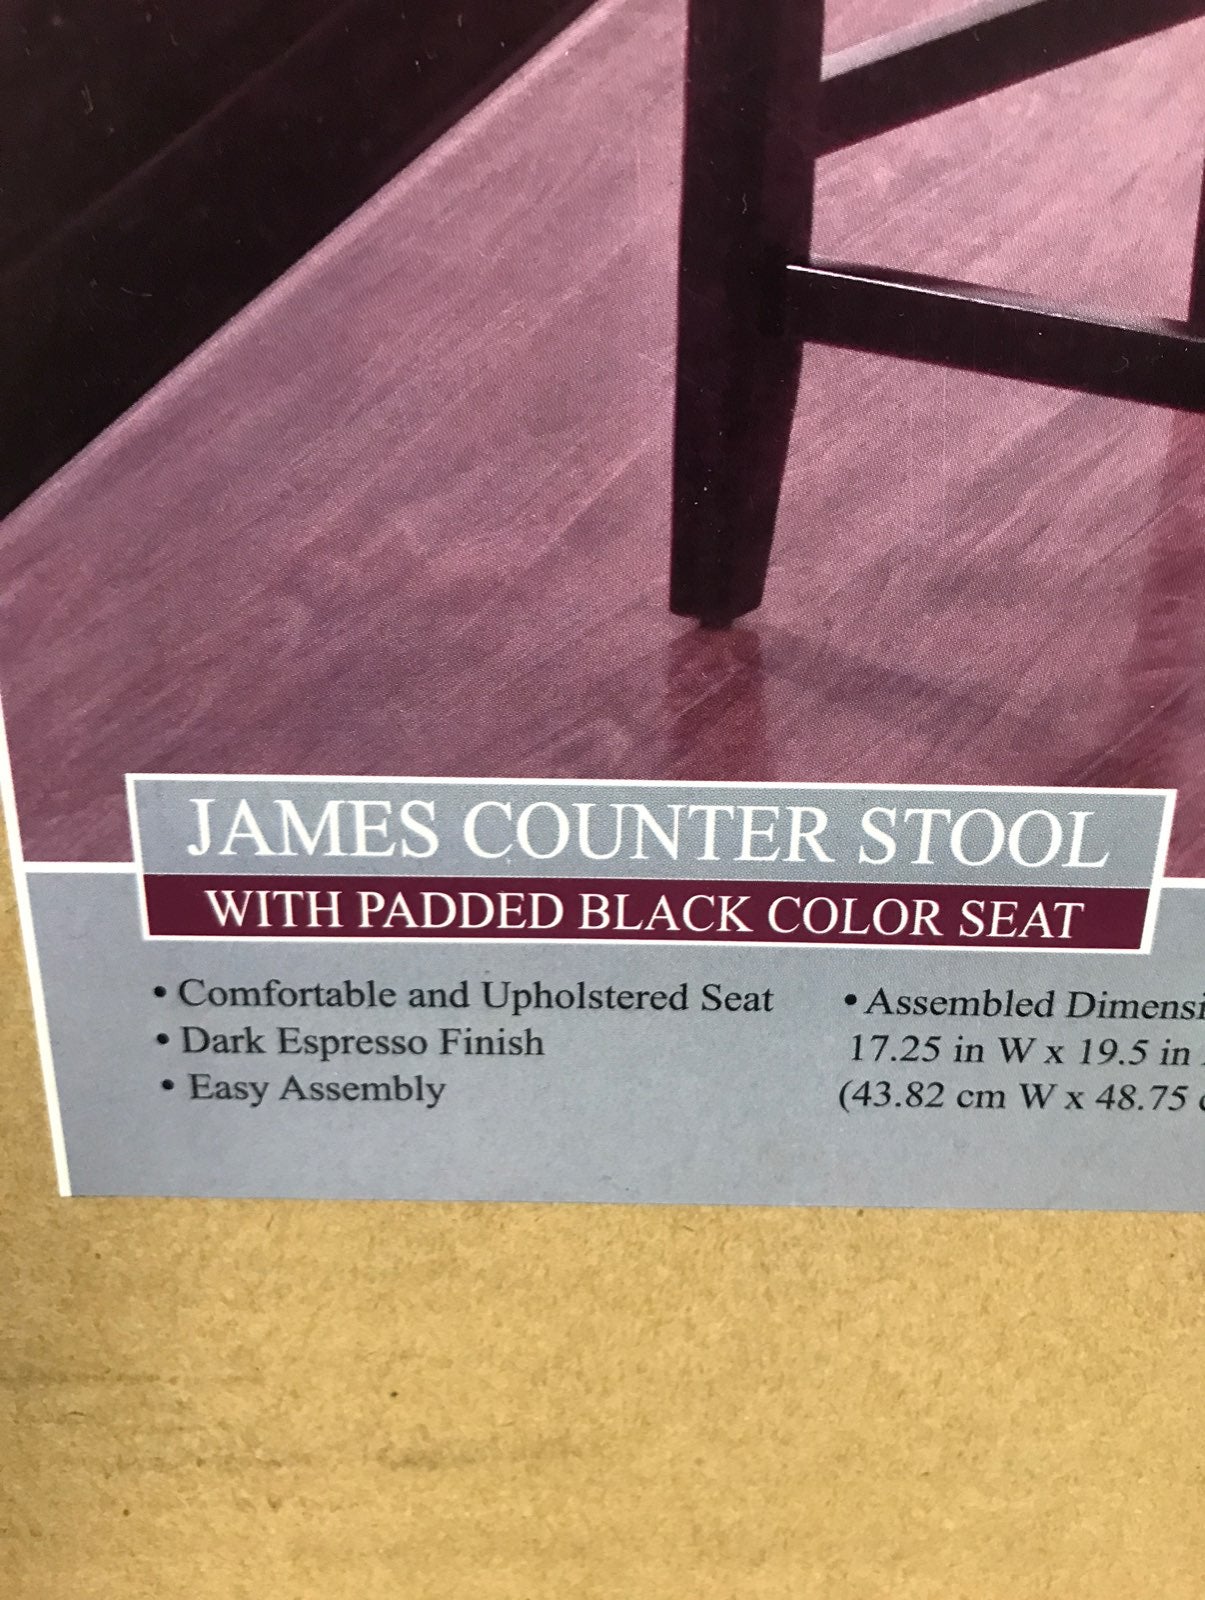 JAMES COUNTER STOOL
WITH PADDED BLACK COLOR SEAT
• Comfortable and Upholstered Seat
• Dark Espresso Finish
• Easy Assembly
• Assembled Dimensi
17.25 in W x 19.5 in
(43.82 cm W x 48.75